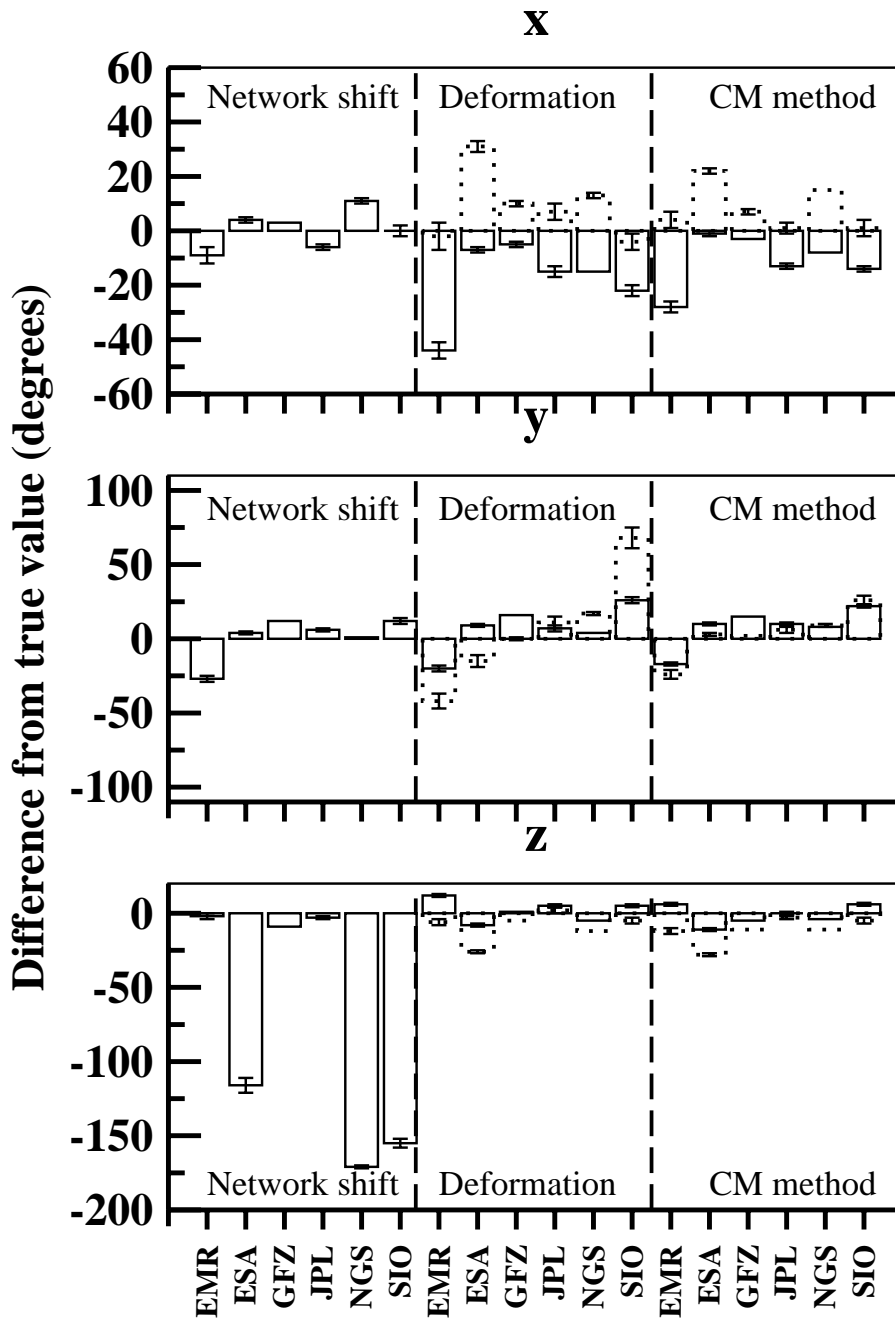 x
60
40
20
0
-20
-40
-60
Network shift
Deformation
CM method
y
100
50
0
-50
-100
Network shift
Deformation
CM method
z
0
-50
-100
-150
-200
Network shift
Deformation
CM method
Difference from true value (degrees)
EMR
ESA
GFZ
JPL
NGS
SIO
EMR
ESA
GFZ
JPL
NGS
SIO
EMR
ESA
GFZ
JPL
NGS
SIO